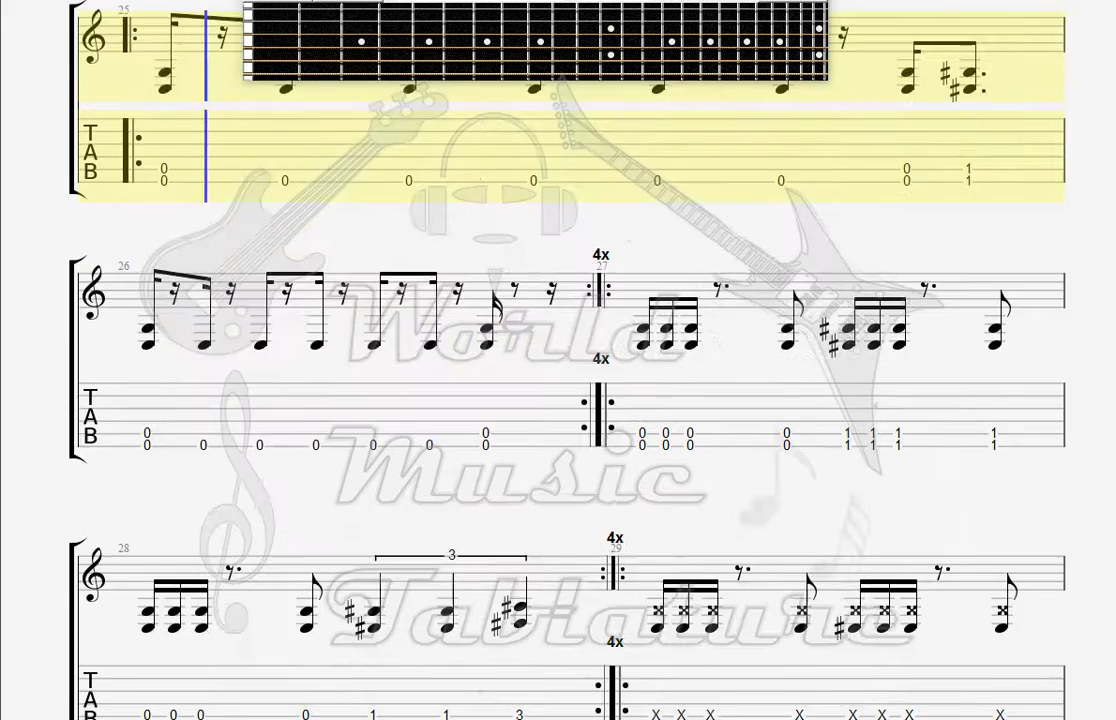 25
T
A
B
0 0 0 0 0 0 0 1
0 0 1
26 4x 27
World
4x
T
A
B
0 0 0 0 0 0 1 1 1 1
0 0 0 0 0 0 0 0 0 0 0 1 1 1 1
Music
28 3 4x 29
Tablature
4x
T
A
B
0 0 0 0 1 1 3 X X X X X X X X